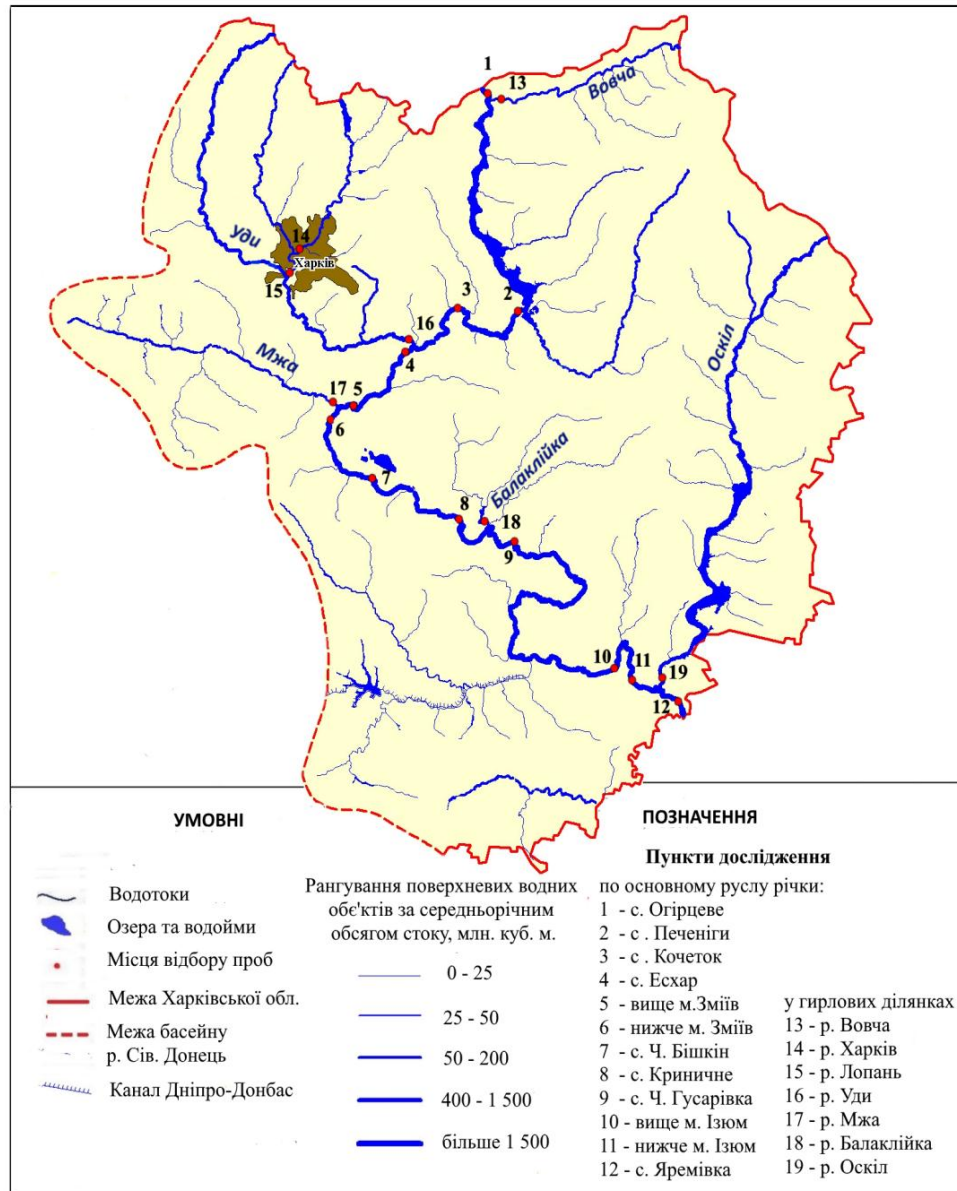 1
13
Вовча
14
Уди
Харків
15
3
2
16
4
Оскіл
Мжа
17
5
6
7
Балаклійка
8
18
9
10
11
19
12
УМОВНІ
ПОЗНАЧЕННЯ
Водотоки
Озера та водойми
Місця відбору проб
Межа Харківської обл.
Межа басейну
р. Сів. Донець
Канал Дніпро-Донбас
Рангування поверхневих водних
обє'ктів за середньорічним
обсягом стоку, млн. куб. м.
0 - 25
25 - 50
50 - 200
400 - 1 500
більше 1 500
Пункти дослідження
по основному руслу річки:
1 - с. Огірцеве
2 - с . Печеніги
3 - с . Кочеток
4 - с. Есхар
5 - вище м.Зміїв
6 - нижче м. Зміїв
7 - с. Ч. Бішкін
8 - с. Криничне
9 - с. Ч. Гусарівка
10 - вище м. Ізюм
11 - нижче м. Ізюм
12 - с. Яремівка
у гирлових ділянках
13 - р. Вовча
14 - р. Харків
15 - р. Лопань
16 - р. Уди
17 - р. Мжа
18 - р. Балаклійка
19 - р. Оскіл